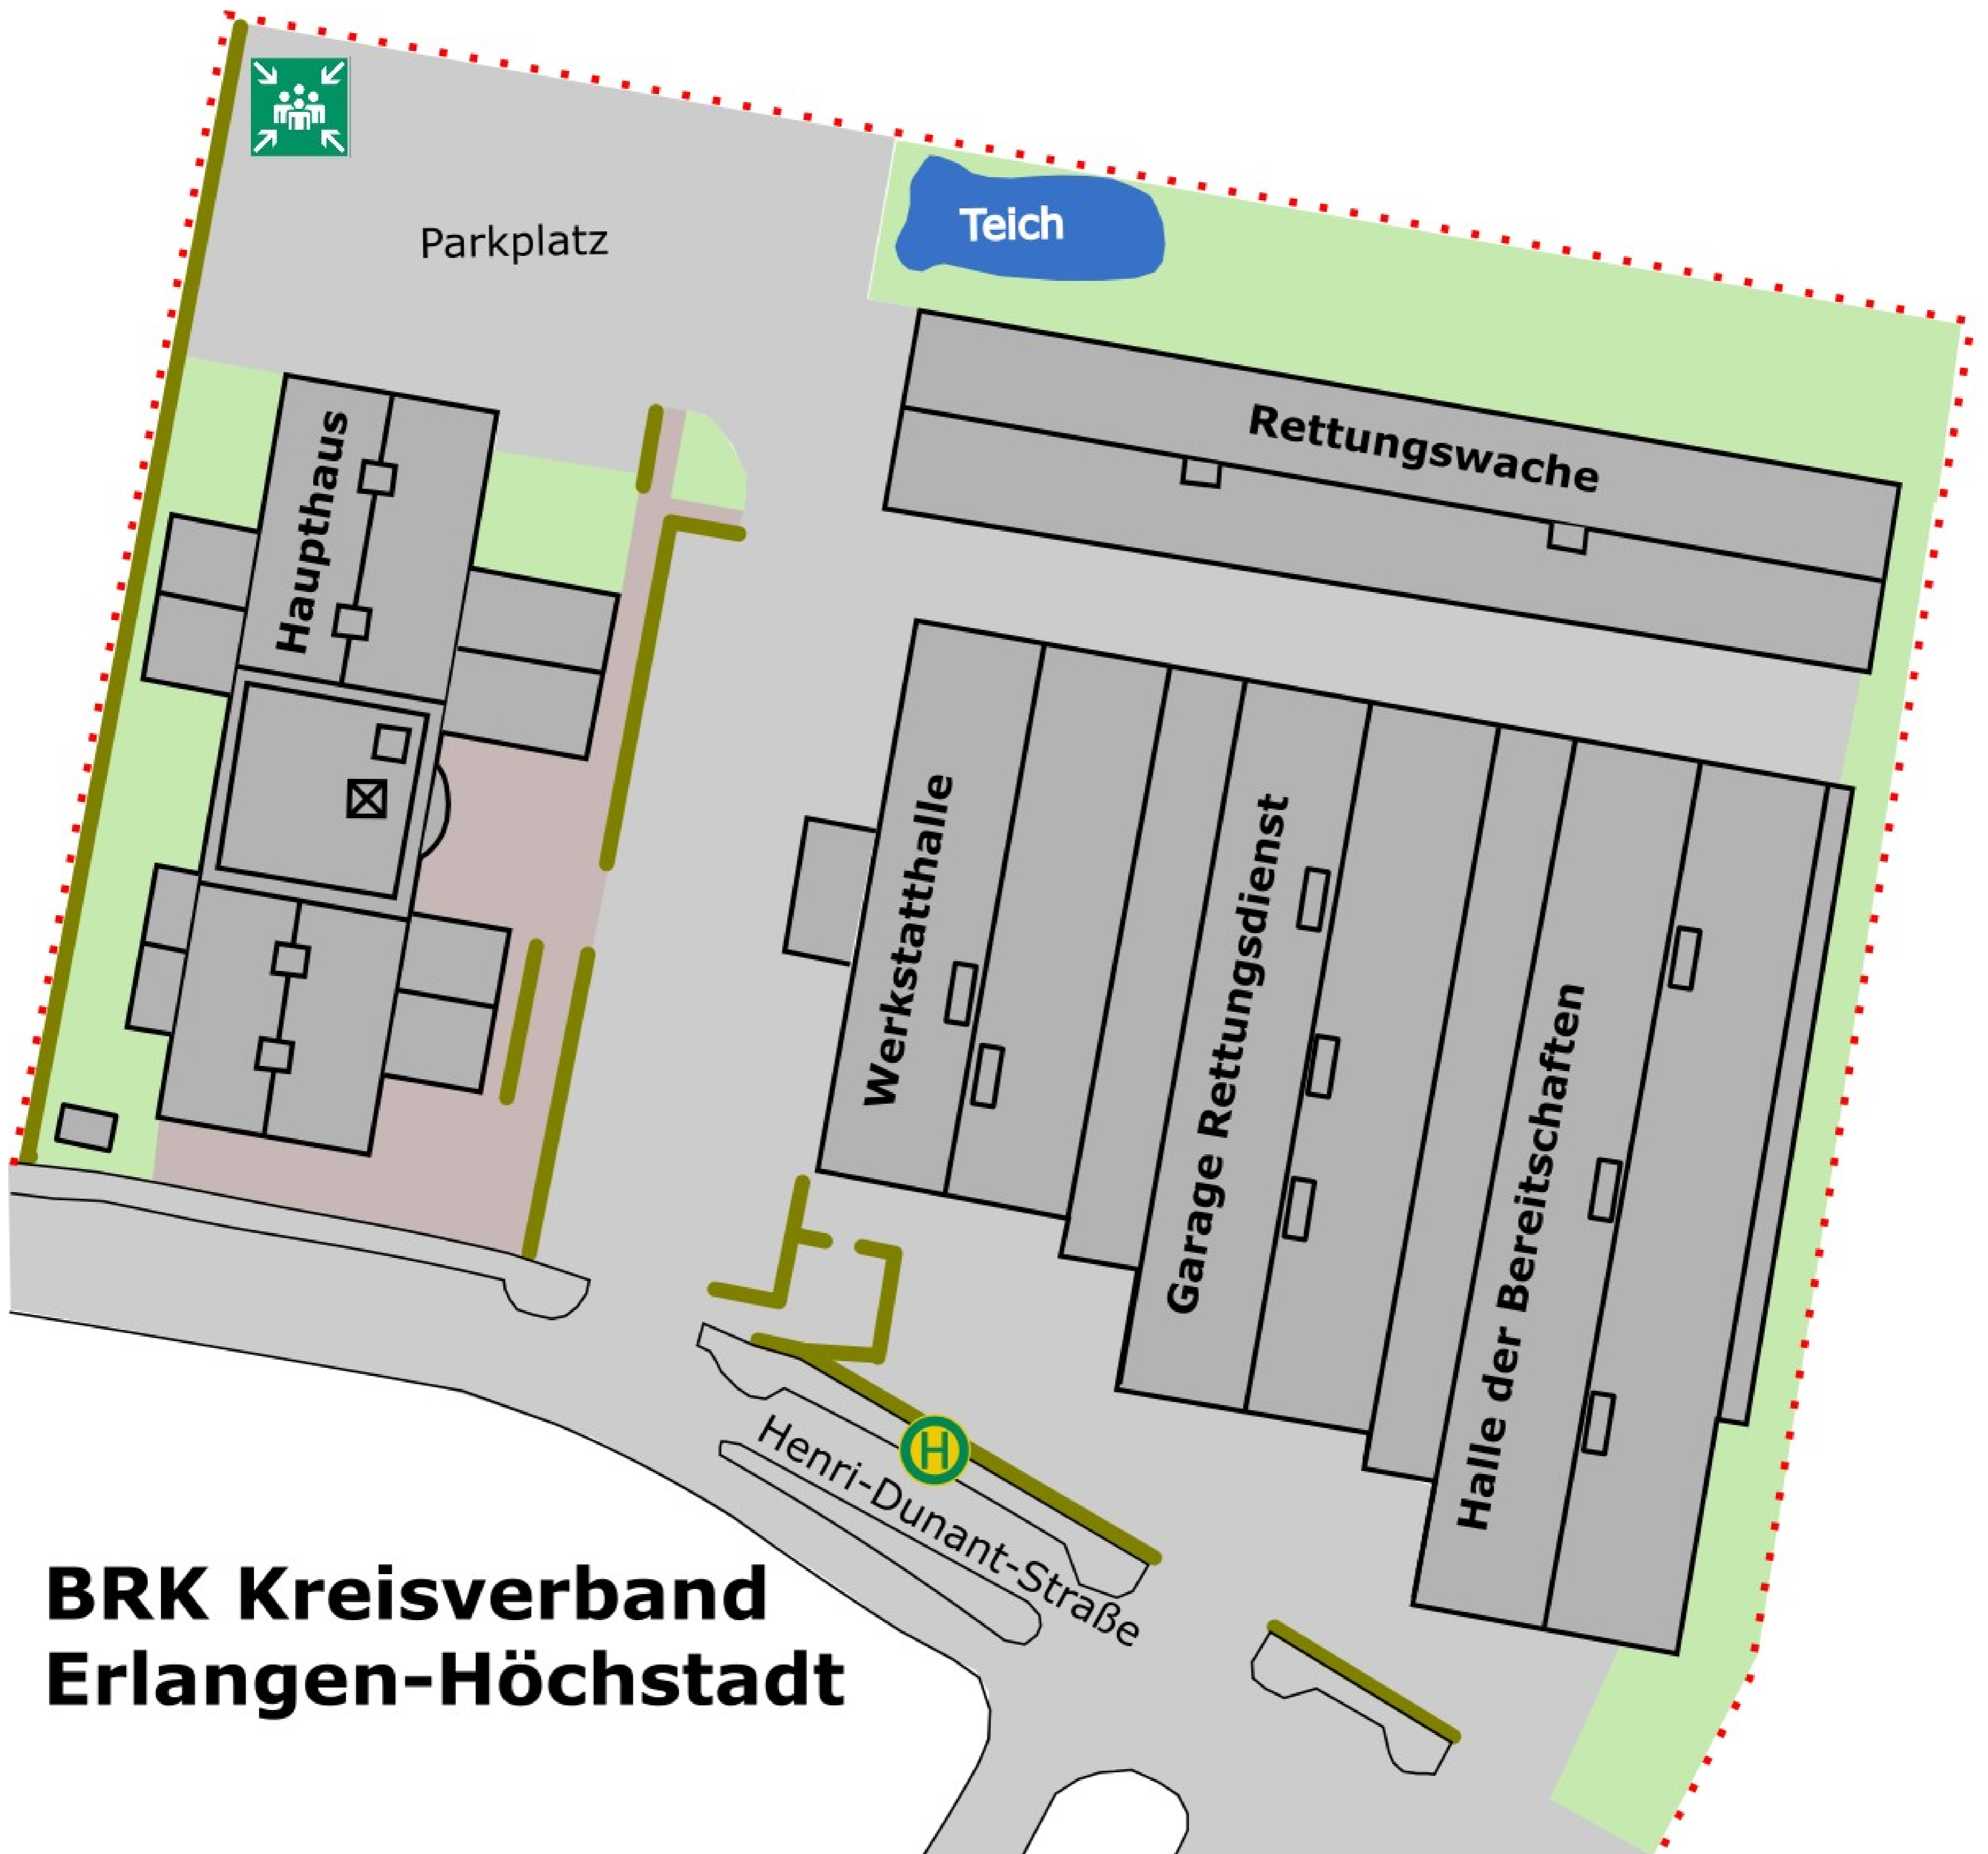 Parkplatz
Teich
Rettungswache
Haupthaus
Werkstatthalle
Garage Rettungsdienst
Halle der Bereitschaften
H
Henri-Dunant-Straße
BRK Kreisverband
Erlangen-Höchstadt